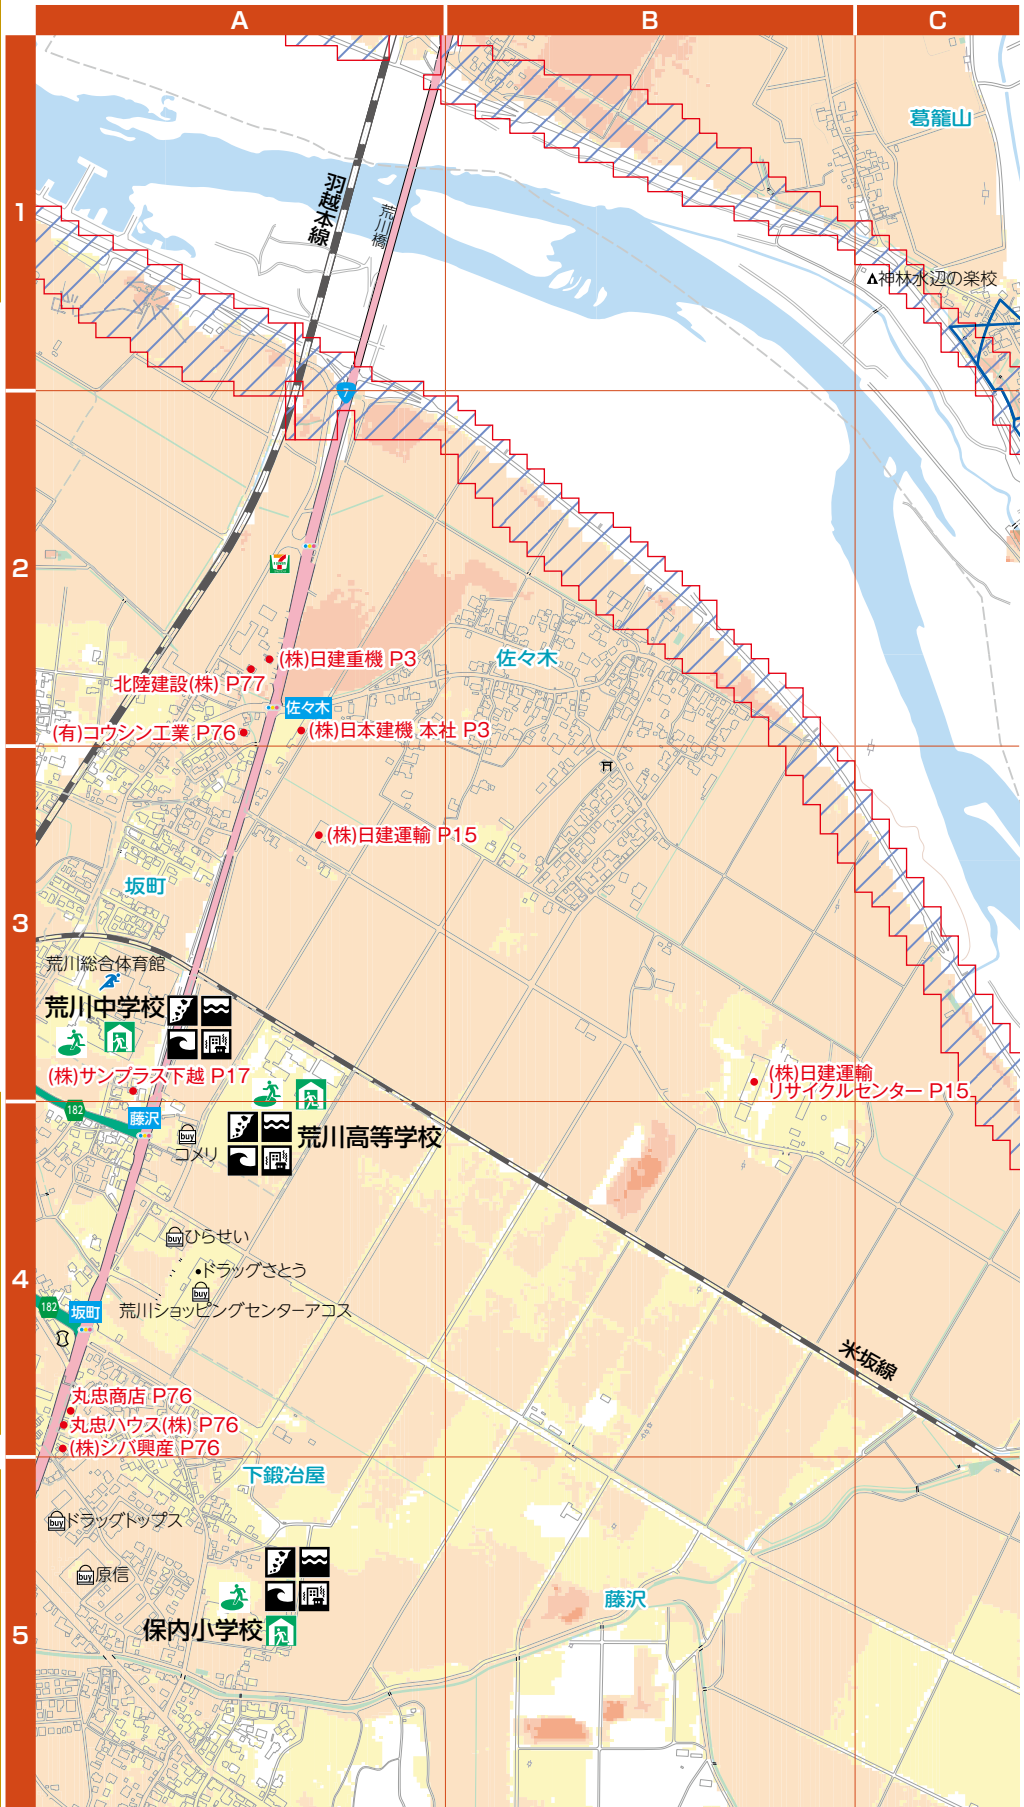 A
B
C
1
2
3
4
5
葛籠山
羽越本線
荒川橋
神林水辺の楽校
7
(株)日建重機 P3
北陸建設(株) P77
佐々木
佐々木
(有)コウシン工業 P76
(株)日本建機 本社 P3
(株)日建運輸 P15
坂町
荒川総合体育館
荒川中学校
(株)サンプラス下越 P17
(株)日建運輸
リサイクルセンター P15
182
藤沢
buy
コメリ
荒川高等学校
buy
ひらせい
ドラッグさとう
buy
荒川ショッピングセンターアコス
182
坂町
米坂線
丸忠商店 P76
丸忠ハウス(株) P76
(株)シバ興産 P76
下鍛冶屋
buy
ドラッグトップス
buy
原信
藤沢
保内小学校